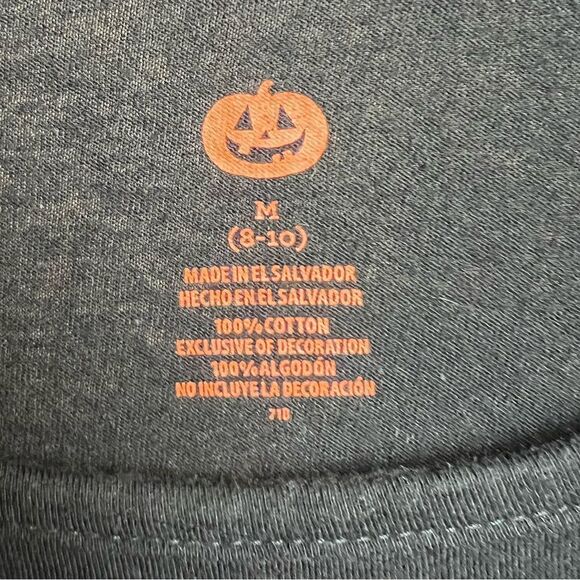 M
(8-10)
MADE IN EL SALVADOR
HECHO EN EL SALVADOR
100% COTTON
EXCLUSIVE OF DECORATION
100% ALGODÓN
NO INCLUYE LA DECORACIÓN
710